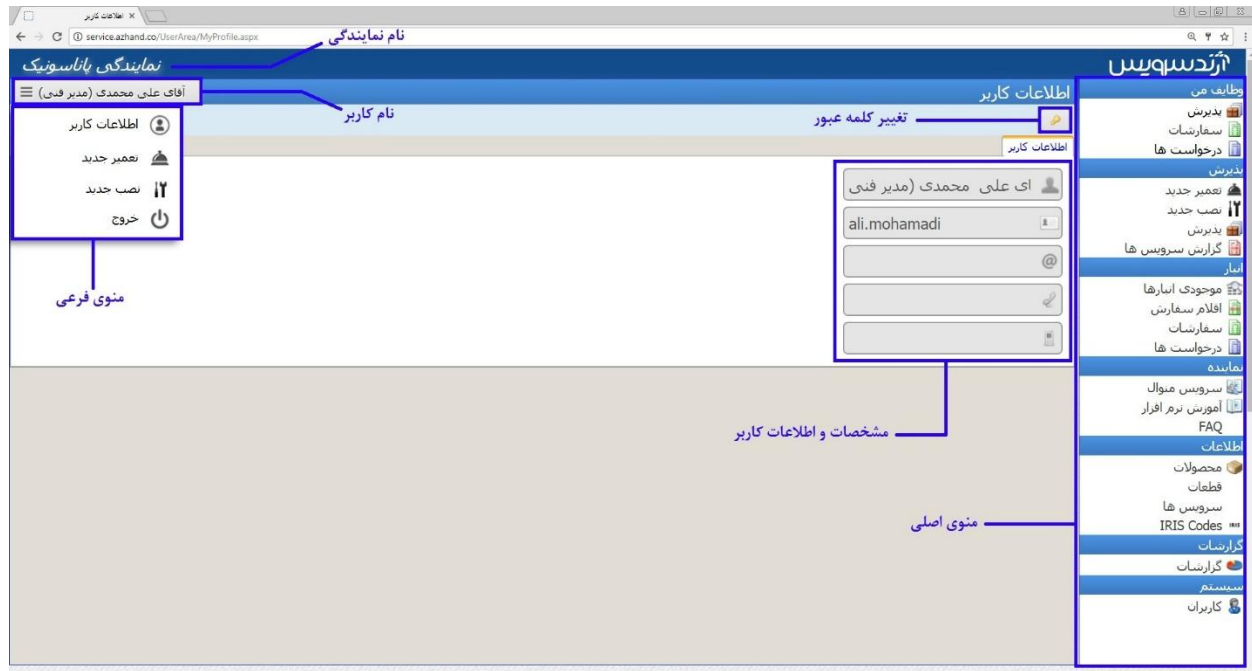 اطلاعات کاربر
service.azhand.co/UserArea/MyProfile.aspx
نام نمایندگی
آژندسرویس
نمایندگی پاناسونیک
وظایف من
اطلاعات کاربر
آقای علی محمدی (مدیر فنی)
نام کاربر
تغییر کلمه عبور
اطلاعات کاربر
اطلاعات کاربر
تعمیر جدید
نصب جدید
خروج
منوی فرعی
ای علی محمدی (مدیر فنی
ali.mohamadi
مشخصات و اطلاعات کاربر
منوی اصلی
پذیرش
سفارشات
درخواست ها
پذیرش
تعمیر جدید
نصب جدید
پذیرش
گزارش سرویس ها
انبار
موجودی انبارها
اقلام سفارش
سفارشات
درخواست ها
نماینده
سرویس منوال
آموزش نرم افزار
FAQ
اطلاعات
محصولات
قطعات
سرویس ها
IRIS Codes
گزارشات
گزارشات
سیستم
کاربران